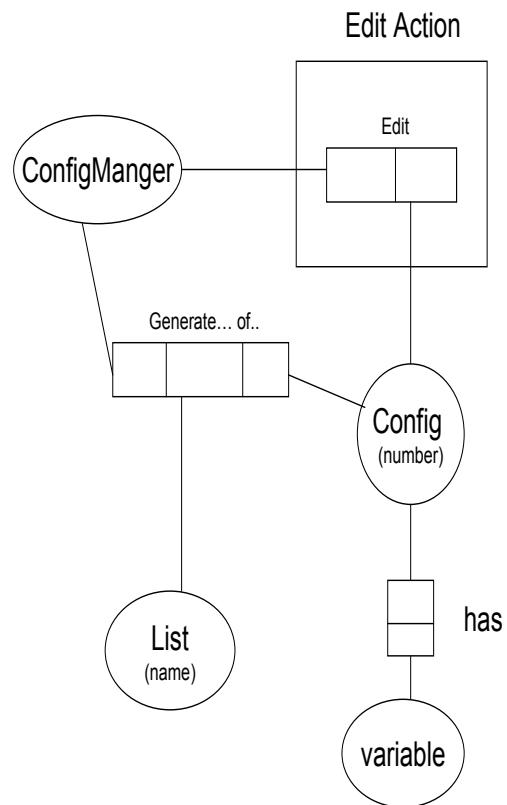 Edit Action
Edit
ConfigManger
Generate... of..
Config
(number)
List
(name)
has
variable